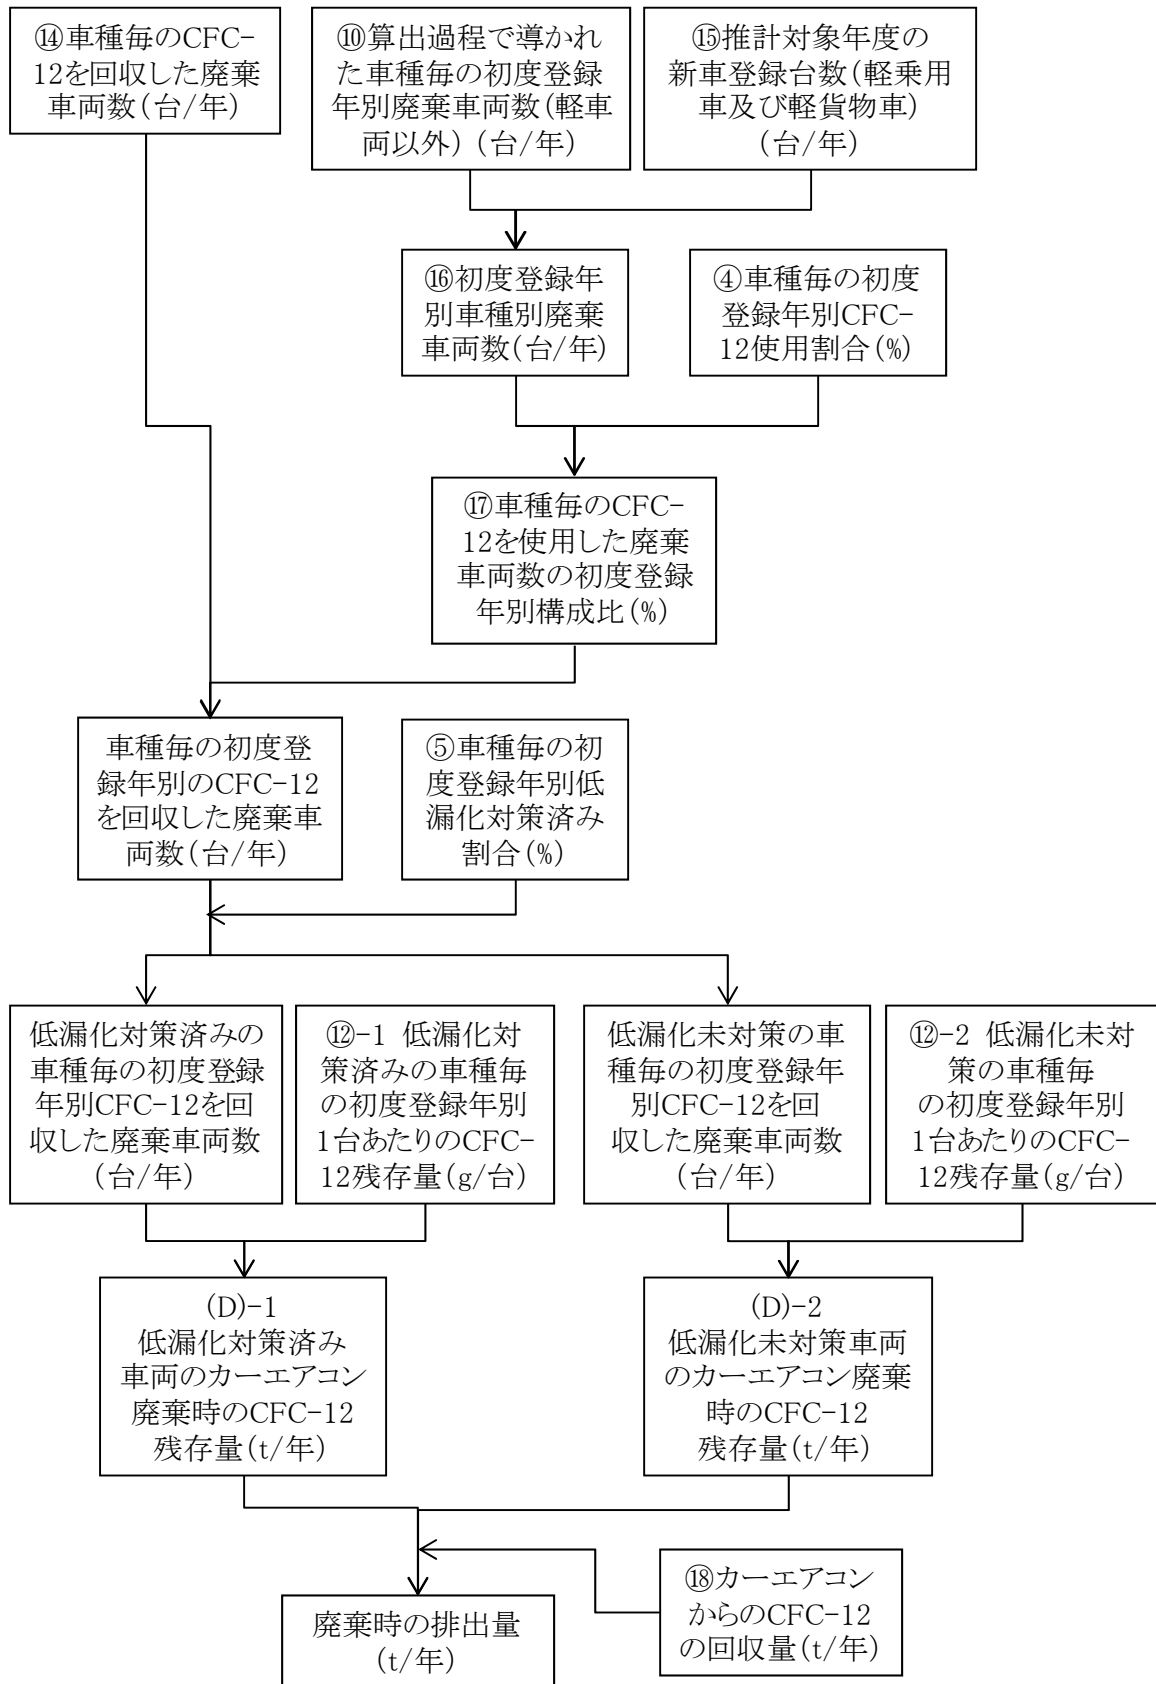 ⑭車種毎のCFC-
12を回収した廃棄
車両数(台/年)
⑩算出過程で導かれ
た車種毎の初度登録
年別廃棄車両数(軽車
両以外) (台/年)
⑮推計対象年度の
新車登録台数(軽乗用
車及び軽貨物車)
(台/年)
⑯初度登録年
別車種別廃棄
車両数(台/年)
④車種毎の初度
登録年別CFC-
12使用割合(%)
⑰車種毎のCFC-
12を使用した廃棄
車両数の初度登録
年別構成比(%)
車種毎の初度登
録年別のCFC-12
を回収した廃棄車
両数(台/年)
⑤車種毎の初
度登録年別低
漏化対策済み
割合(%)
低漏化対策済みの
車種毎の初度登録
年別CFC-12を回
収した廃棄車両数
(台/年)
⑫-1 低漏化対
策済みの車種毎
の初度登録年別
1台あたりのCFC-
12残存量(g/台)
低漏化未対策の車
種毎の初度登録年
別CFC-12を回
収した廃棄車両数
(台/年)
⑫-2 低漏化未対
策の車種毎
の初度登録年別
1台あたりのCFC-
12残存量(g/台)
(D)-1
低漏化対策済み
車両のカーエアコン
廃棄時のCFC-12
残存量(t/年)
(D)-2
低漏化未対策車両
のカーエアコン廃棄
時のCFC-12
残存量(t/年)
⑱カーエアコン
からのCFC-12
の回収量(t/年)
廃棄時の排出量
(t/年)